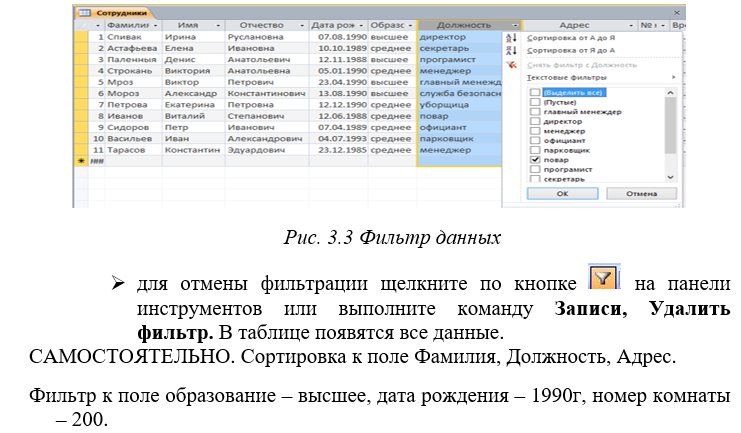 Сотрудники
Фамили Имя Отчество Дата рож Образс Должность Адрес № Вре
1 Спивак Ирина Руслановна 07.08.1990 высшее директор
2 Астафьева Елена Ивановна 10.10.1989 среднее секретарь
3 Паленных Денис Анатольевич 12.11.1988 высшее програмист
4 Строкань Виктория Анатольевна 05.01.1990 среднее менеджер
5 Мроз Виктор Петрович 23.04.1990 высшее главный менежд
6 Мороз Александр Константинович 13.08.1990 высшее служба безопасн
7 Петрова Екатерина Петровна 12.12.1990 среднее уборщица
8 Иванов Виталий Степанович 12.06.1988 среднее повар
9 Сидоров Петр Иванович 07.04.1989 среднее официант
10 Васильев Иван Александрович 04.07.1993 среднее парковщик
11 Тарасов Константин Эдуардович 23.12.1985 среднее менеджер
###
Сортировка от А до Я
Сортировка от Я до А
Снять фильтр с Должность
Текстовые фильтры
(Выделить все)
(Пустые)
главный менежде
директор
менеджер
официант
парковщик
повар
програмист
секретарь
ОК Отмена
Рис. 3.3 Фильтр данных
для отмены фильтрации щелкните по кнопке на панели
инструментов или выполните команду Записи, Удалить
фильтр. В таблице появятся все данные.
САМОСТОЯТЕЛЬНО. Сортировка к поле Фамилия, Должность, Адрес.
Фильтр к поле образование – высшее, дата рождения – 1990г, номер комнаты
– 200.